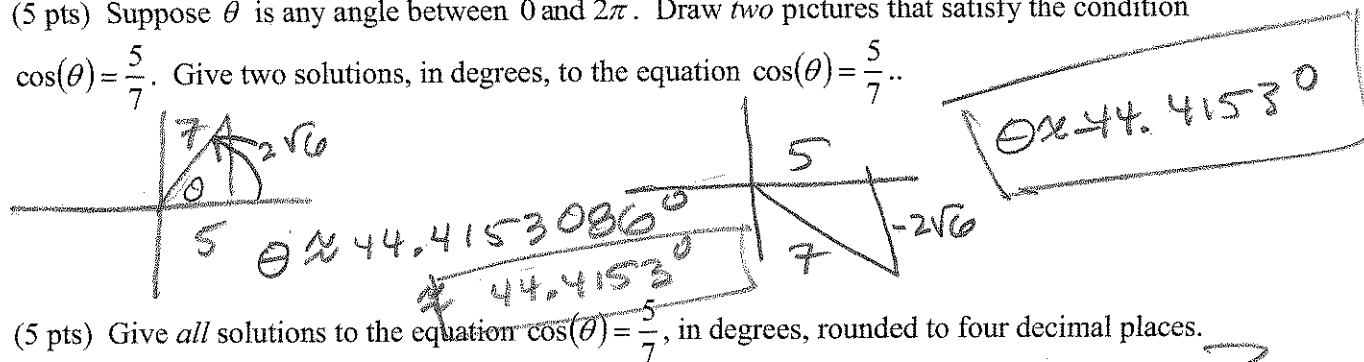 (5 pts) Suppose θ is any angle between 0 and 2π. Draw two pictures that satisfy the condition
cos(θ) = 5/7. Give two solutions, in degrees, to the equation cos(θ) = 5/7..
7 2√6
θ
5
θ ≈ 44.4153086°
≈ 44.4153°
5
7 -2√6
θ ≈ -44.4153°
(5 pts) Give all solutions to the equation cos(θ) = 5/7, in degrees, rounded to four decimal places.